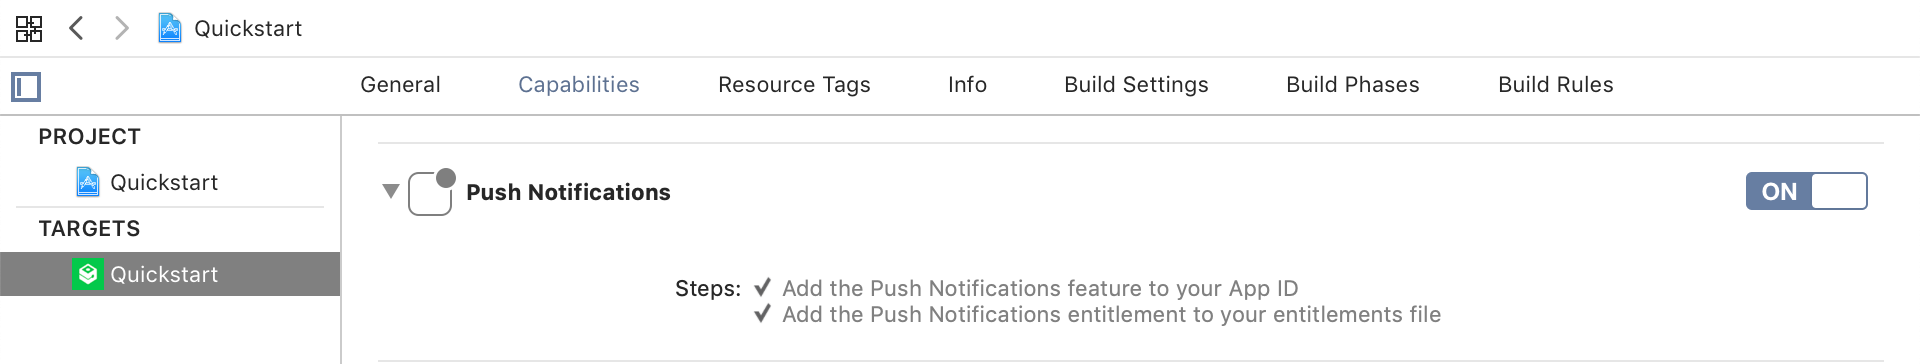 Quickstart
General Capabilities Resource Tags Info Build Settings Build Phases Build Rules
PROJECT
Quickstart
TARGETS
Quickstart
Push Notifications
ON
Steps: ✓ Add the Push Notifications feature to your App ID
✓ Add the Push Notifications entitlement to your entitlements file